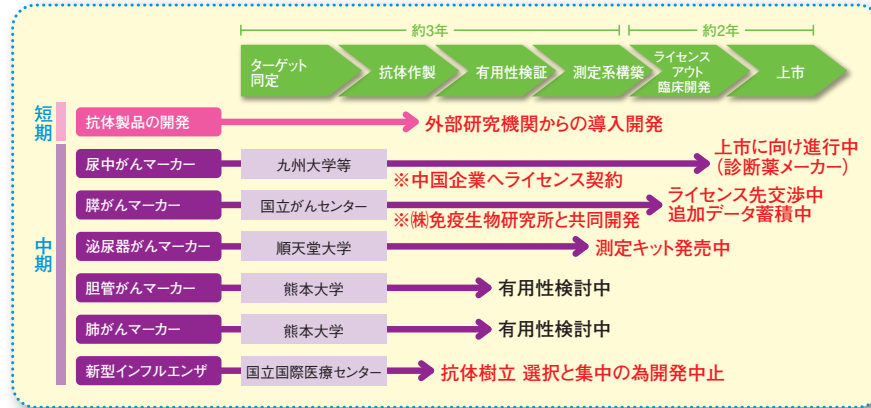 約3年
約2年
ターゲット
同定
抗体作製
有用性検証
測定系構築
ライセンス
アウト
臨床開発
上市
短期
抗体製品の開発
外部研究機関からの導入開発
中期
尿中がんマーカー
九州大学等
上市に向け進行中
(診断薬メーカー)
※中国企業へライセンス契約
膵がんマーカー
国立がんセンター
ライセンス先交渉中
追加データ蓄積中
※㈱免疫生物研究所と共同開発
泌尿器がんマーカー
順天堂大学
測定キット発売中
胆管がんマーカー
熊本大学
有用性検討中
肺がんマーカー
熊本大学
有用性検討中
新型インフルエンザ
国立国際医療センター
抗体樹立 選択と集中の為開発中止